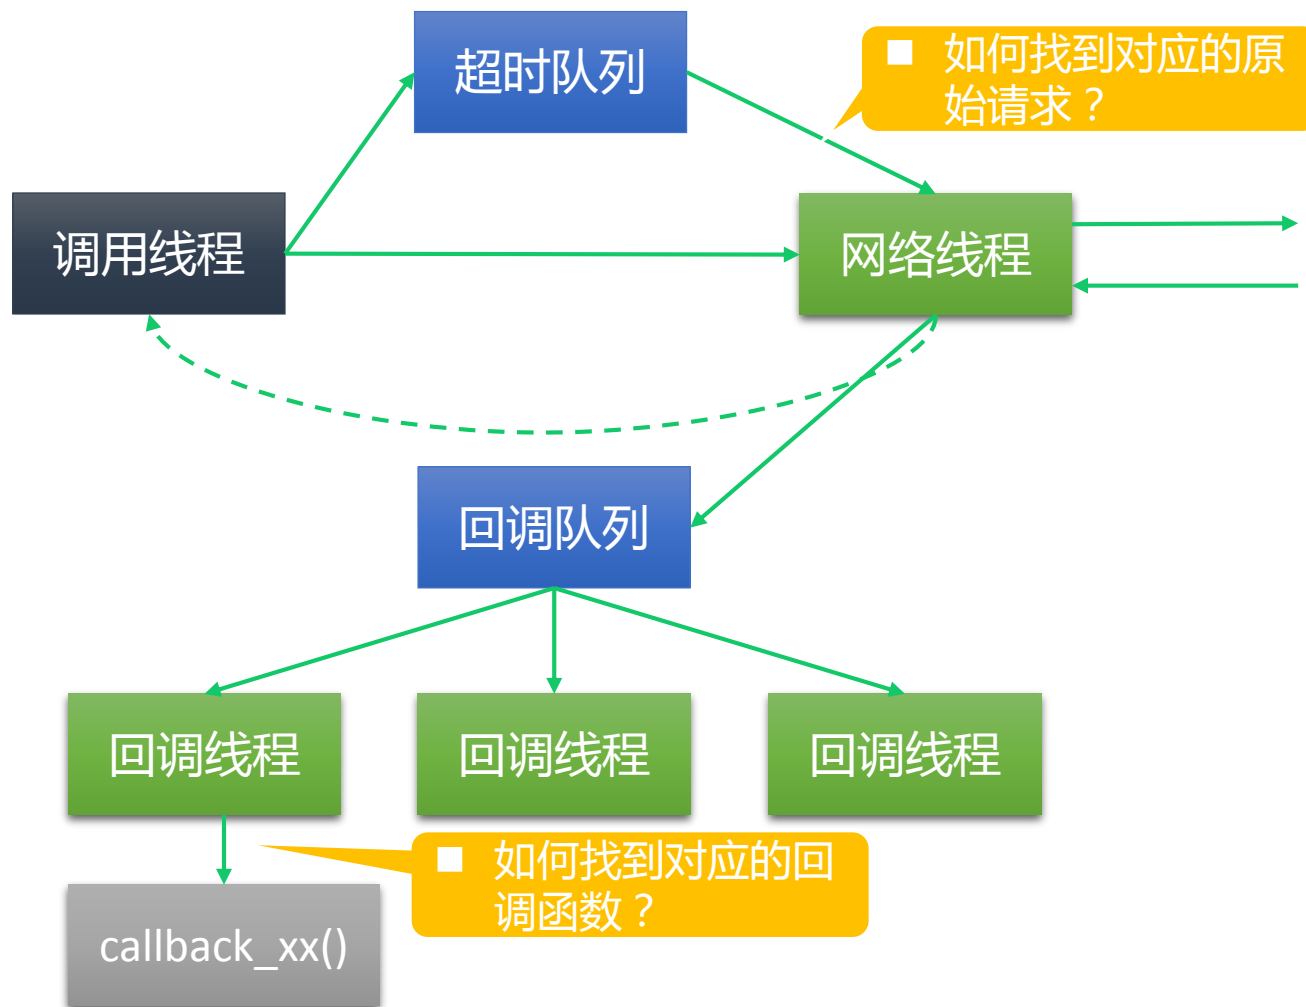 超时队列
■ 如何找到对应的原
始请求？
调用线程
网络线程
回调队列
回调线程
回调线程
回调线程
■ 如何找到对应的回
调函数？
callback_xx()